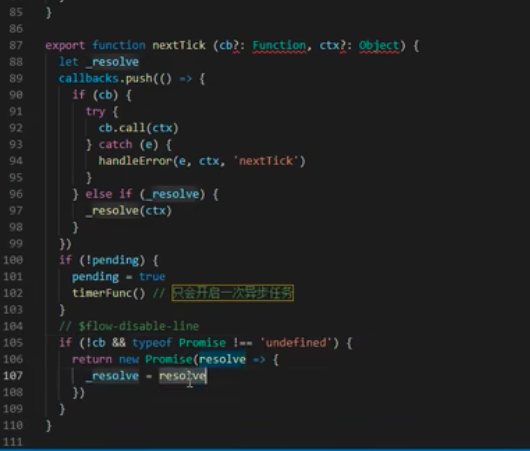 85 }
86
87 export function nextTick (cb?: Function, ctx?: Object) {
88 let _resolve
89 callbacks.push(() => {
90 if (cb) {
91 try {
92 cb.call(ctx)
93 } catch (e) {
94 handleError(e, ctx, 'nextTick')
95 }
96 } else if (_resolve) {
97 _resolve(ctx)
98 }
99 })
100 if (!pending) {
101 pending = true
102 timerFunc() // 只会开启一次异步任务
103 }
104 // $flow-disable-line
105 if (!cb && typeof Promise !== 'undefined') {
106 return new Promise(resolve => {
107 _resolve = resolve
108 })
109 }
110 }
111